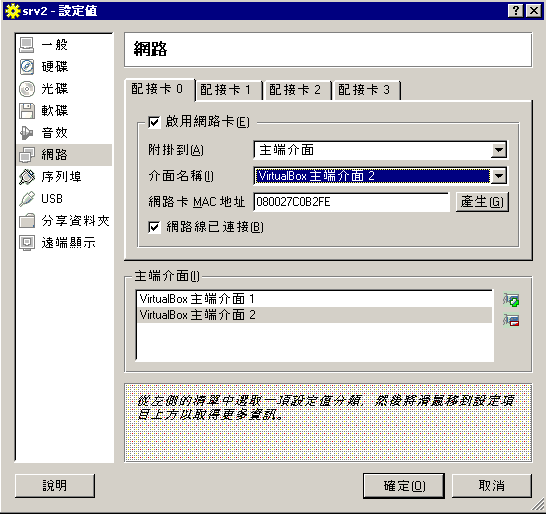 srv2 - 設定值
一般
硬碟
光碟
軟碟
音效
網路
序列埠
USB
分享資料夾
遠端顯示
網路
配接卡 0
配接卡 1
配接卡 2
配接卡 3
啟用網路卡(E)
附掛到(A)
主端介面
介面名稱(I)
VirtualBox 主端介面 2
網路卡 MAC 地址
080027C0B2FE
產生(G)
網路線已連接(B)
主端介面(I)
VirtualBox 主端介面 1
VirtualBox 主端介面 2
從左側的清單中選取一項設定值分類，然後將滑鼠移到設定項
目上方以取得更多資訊。
說明
確定(O)
取消